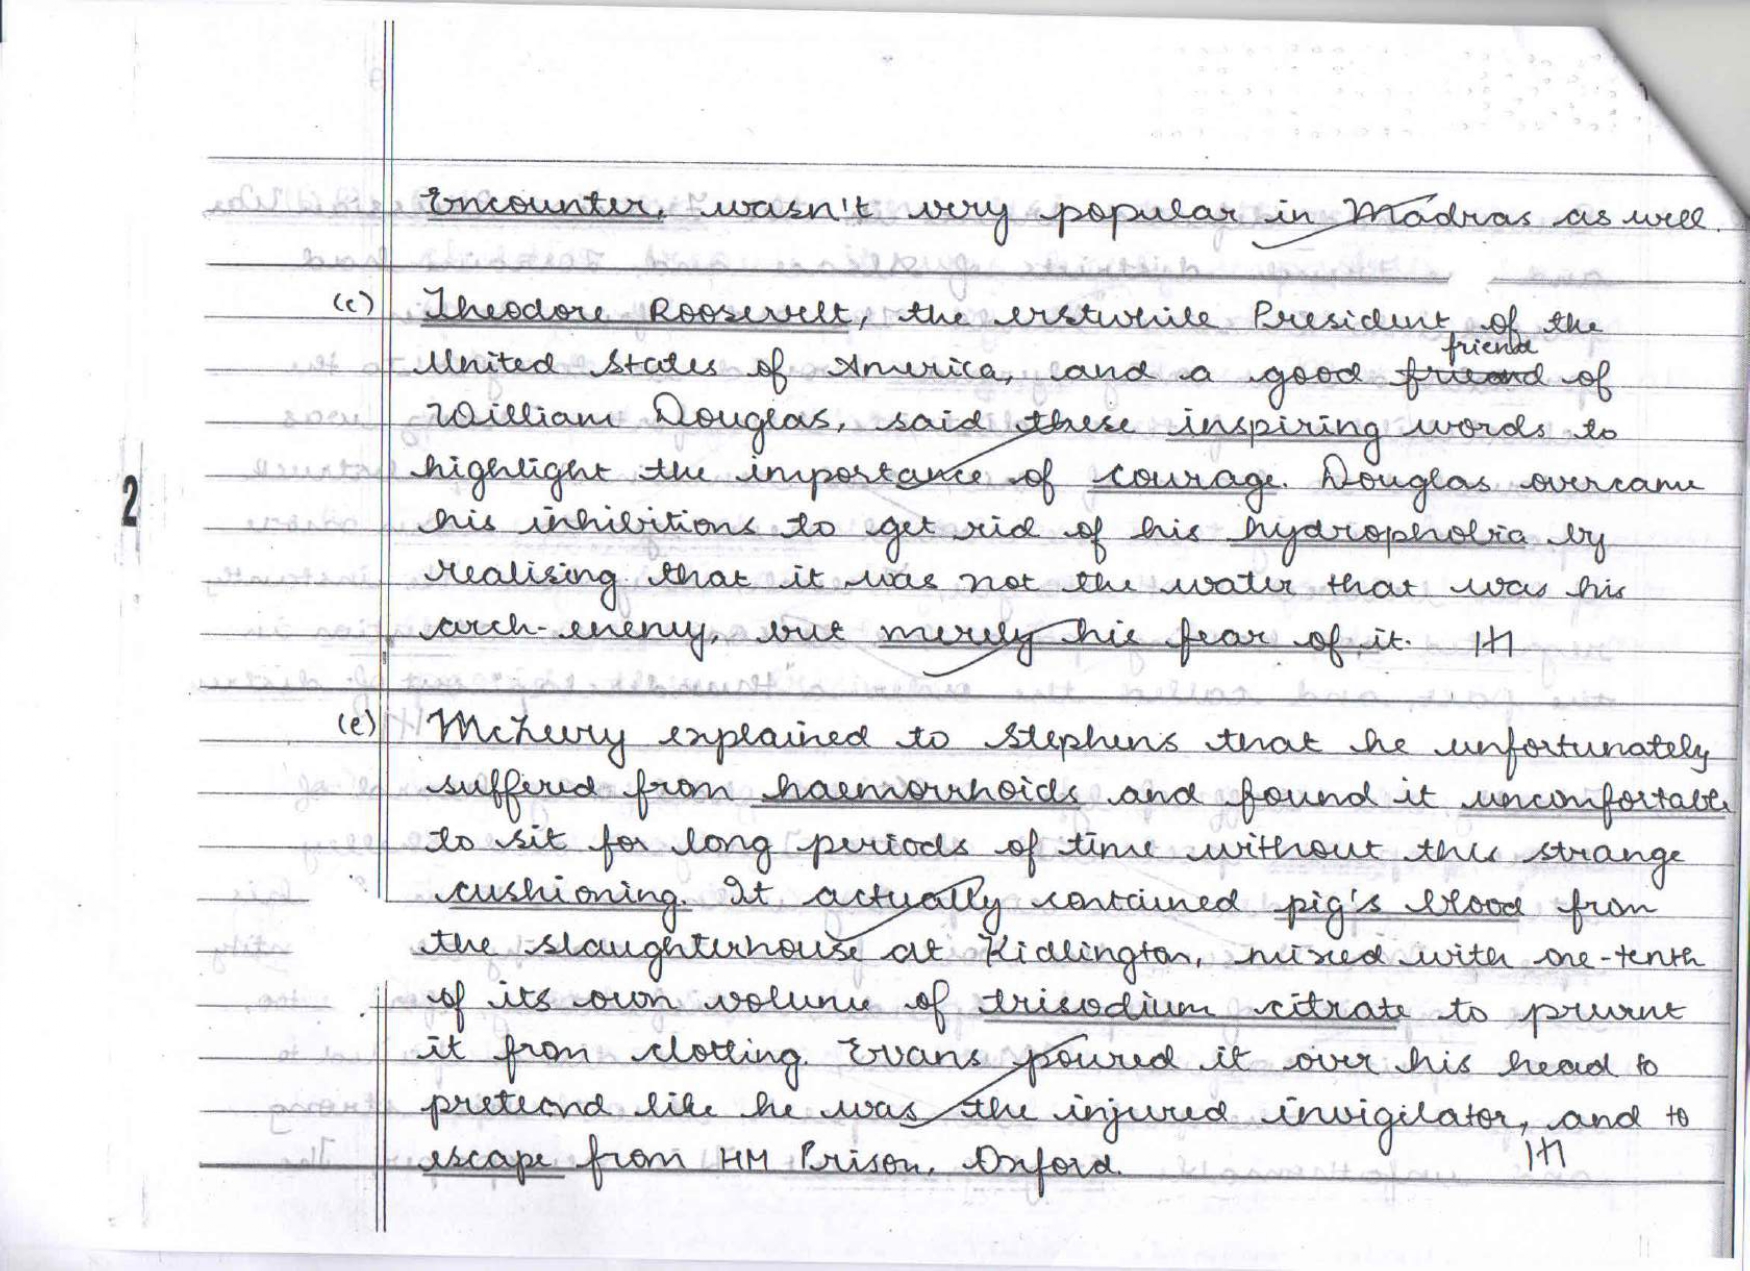 Encounter, wasn't very popular in Madras as well.
(c) Theodore Roosevelt, the erstwhile President of the
United States of America, and a good friend of
William Douglas, said these inspiring words to
highlight the importance of courage. Douglas overcame
his inhibitions to get rid of his hydrophobia by
realising that it was not the water that was his
arch-enemy, but merely his fear of it.
(e) McLeery explained to Stephens that he unfortunately
suffered from haemorrhoids and found it uncomfortable
to sit for long periods of time without this strange
cushioning. It actually contained pig's blood from
the slaughterhouse at Kidlington, mixed with one-tenth
of its own volume of trisodium citrate to prevent
it from clotting. Evans poured it over his head to
preteond like he was the injured invigilator, and to
escape from HM Prison, Oxford.
2